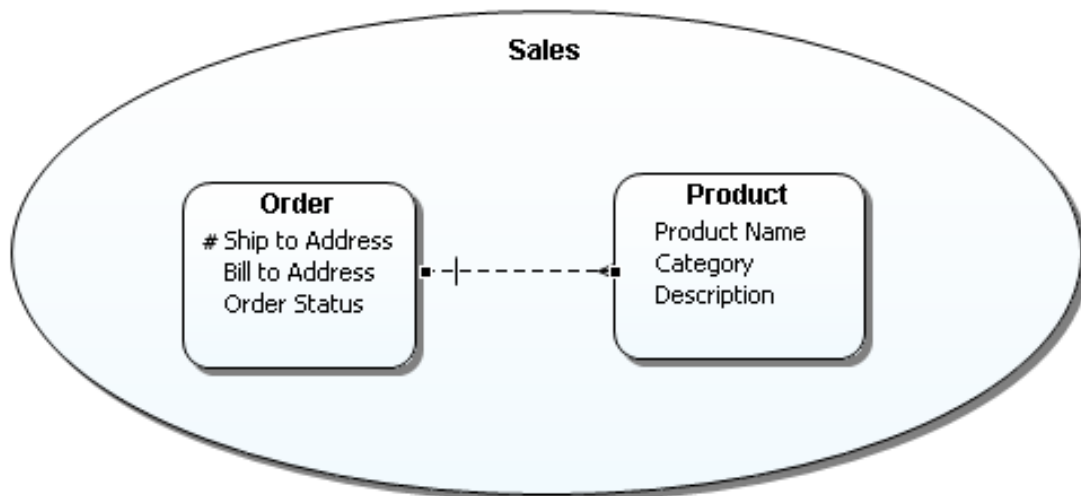 Sales
Order
# Ship to Address
Bill to Address
Order Status
Product
Product Name
Category
Description